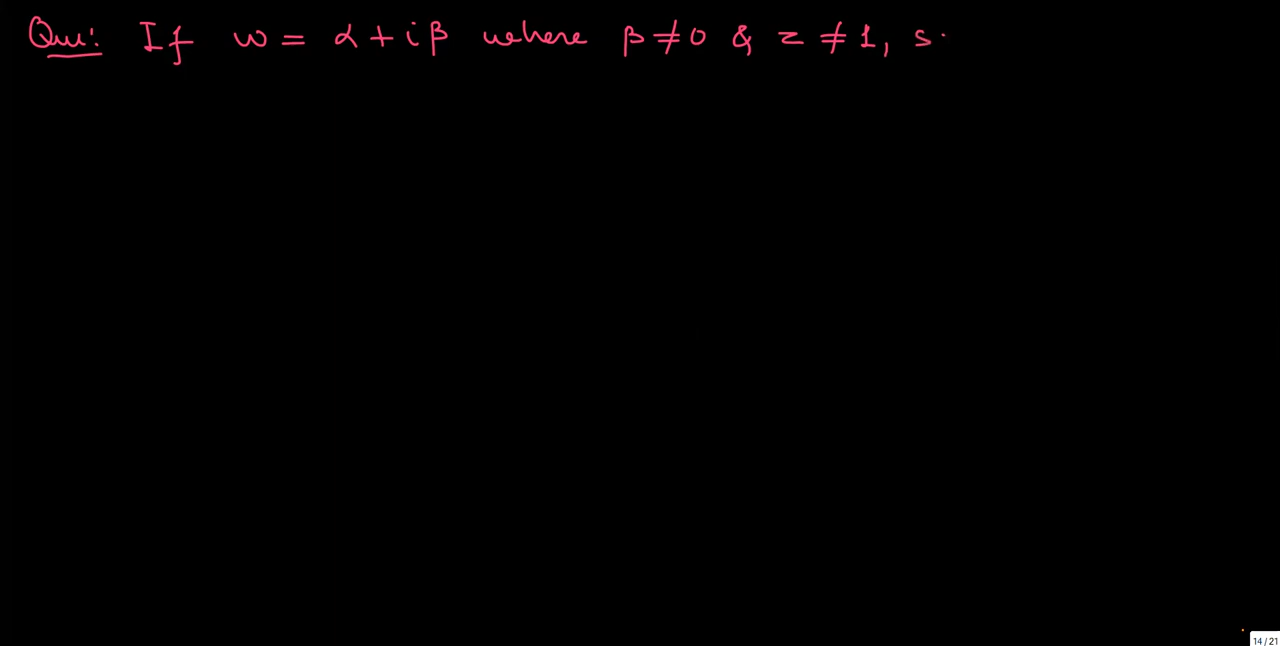 Que: If w = α + iβ where β ≠ 0 & z ≠ 1, s
14/21